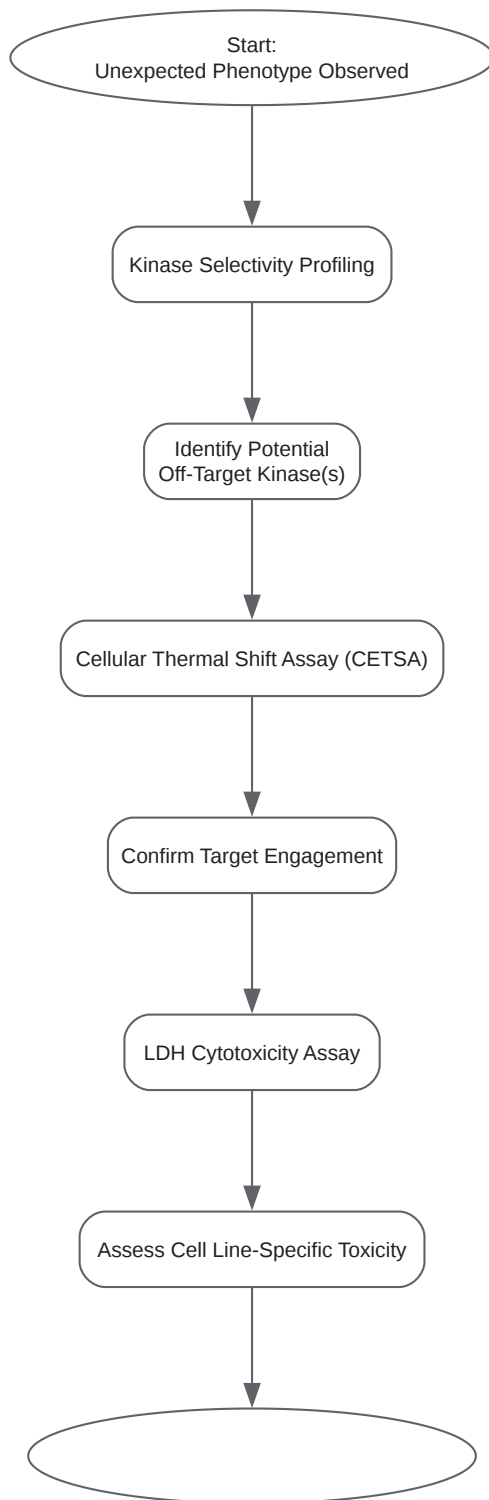 Start:
Unexpected Phenotype Observed
Kinase Selectivity Profiling
Identify Potential
Off-Target Kinase(s)
Cellular Thermal Shift Assay (CETSA)
Confirm Target Engagement
LDH Cytotoxicity Assay
Assess Cell Line-Specific Toxicity